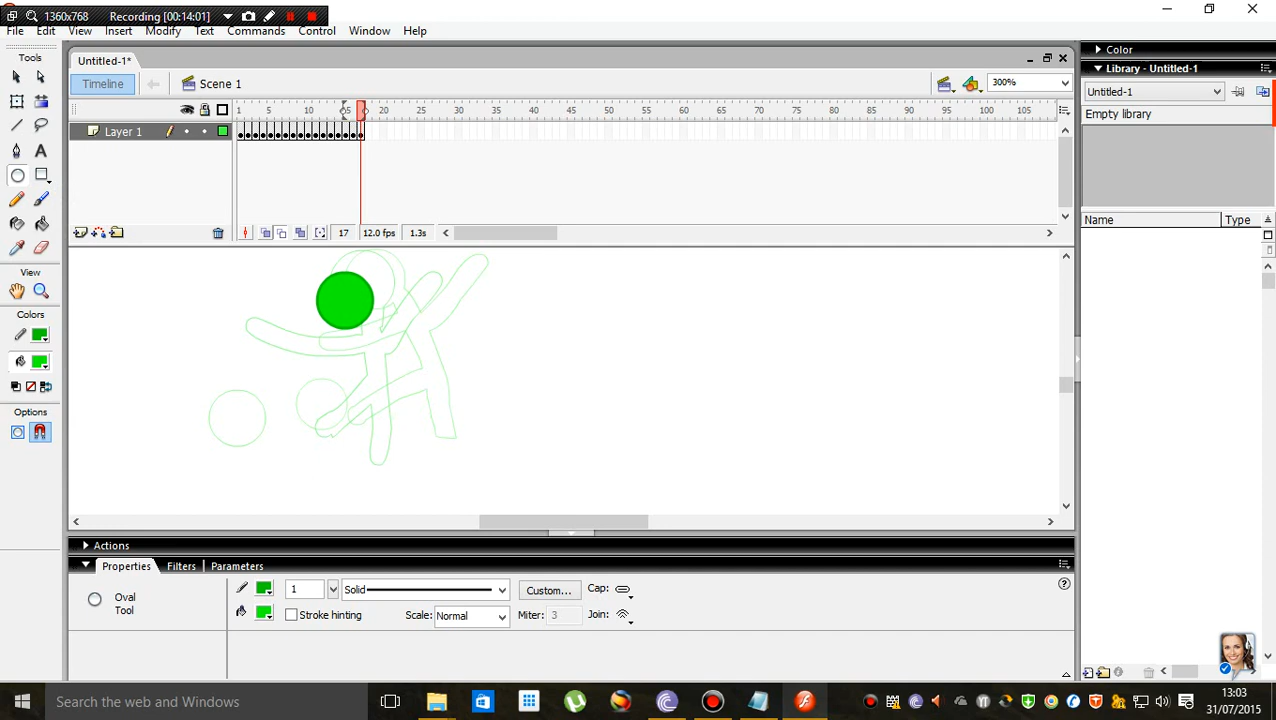 1360x768 Recording [00:14:01]
File Edit View Insert Modify Text Commands Control Window Help
Tools
Untitled-1*
Timeline Scene 1 300%
1 5 10 15 20 25 30 35 40 45 50 55 60 65 70 75 80 85 90 95 100 105
Layer 1
17 12.0 fps 1.3s
View
Colors
Options
Color
Library - Untitled-1
Untitled-1
Empty library
Name Type
Actions
Properties Filters Parameters
Oval
Tool
1 Solid Custom... Cap:
Stroke hinting Scale: Normal Miter: 3 Join:
Search the web and Windows
13:03
31/07/2015